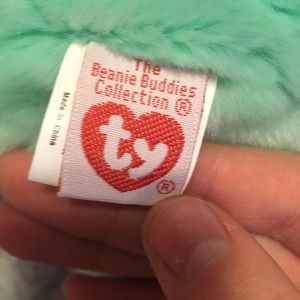 The
Beanie Buddies
Collection ®
ty
®
Made in China